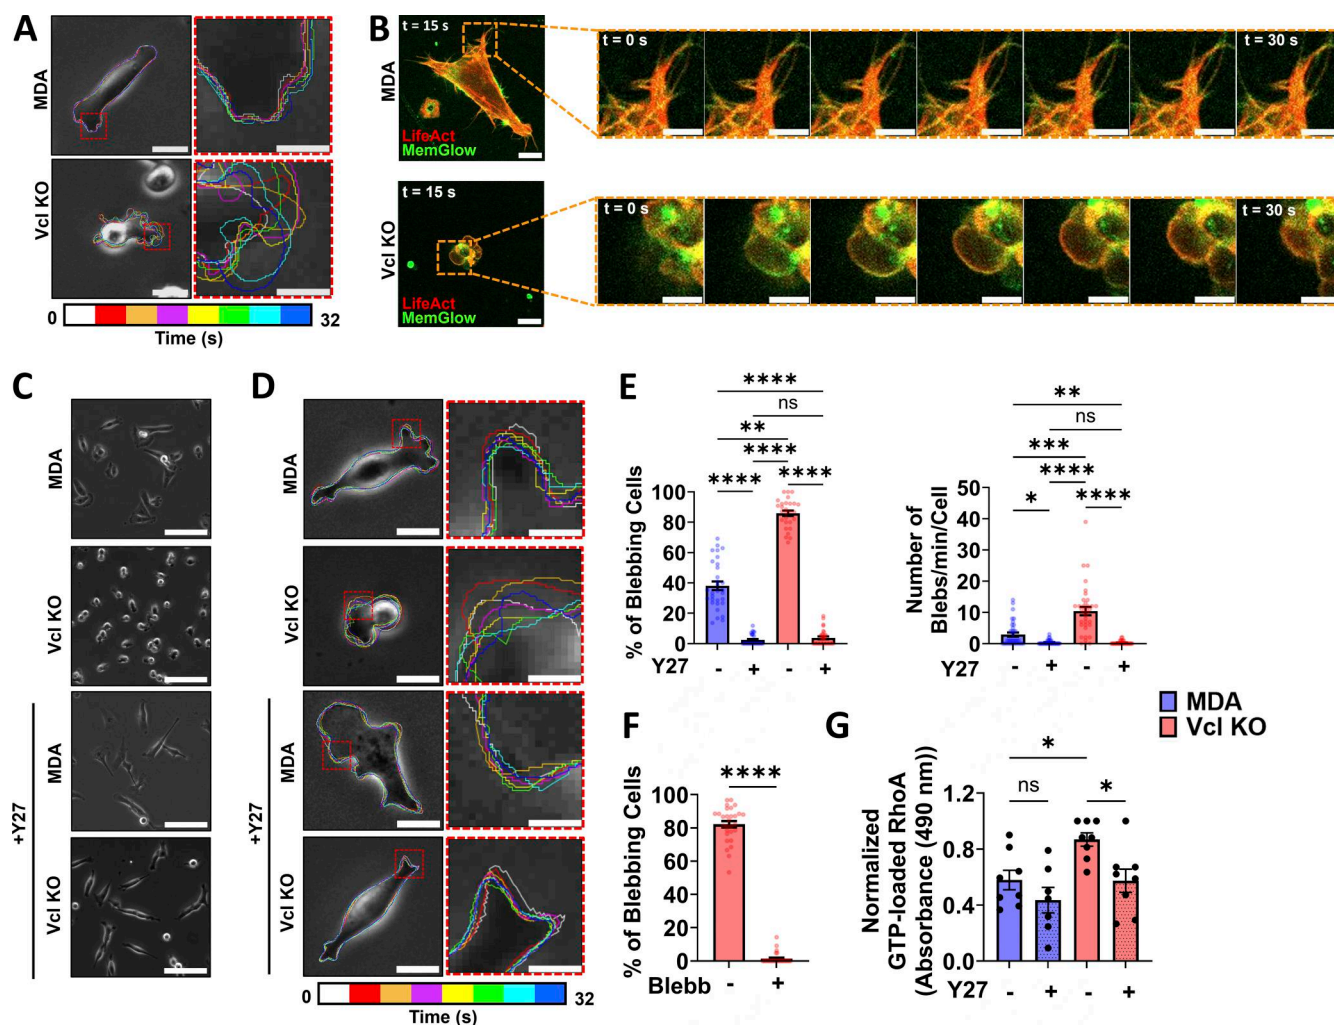 A
MDA
Vcl KO
0
32
Time (s)
B
t = 15 s
MDA
LifeAct
MemGlow
t = 0 s
t = 30 s
t = 15 s
Vcl KO
LifeAct
MemGlow
t = 0 s
t = 30 s
C
MDA
Vcl KO
+Y27
MDA
Vcl KO
D
MDA
Vcl KO
+Y27
MDA
Vcl KO
0
32
Time (s)
E
****
ns
**
****
****
****
% of Blebbing Cells
100
80
60
40
20
0
Y27
- + - +
**
ns
***
****
*
****
Number of
Blebs/min/Cell
50
40
30
20
10
0
Y27
- + - +
MDA
Vcl KO
F
****
% of Blebbing Cells
100
80
60
40
20
0
Blebb
- +
G
*
ns
*
Normalized
GTP-loaded RhoA
(Absorbance (490 nm))
1.2
0.8
0.4
0.0
Y27
- + - +